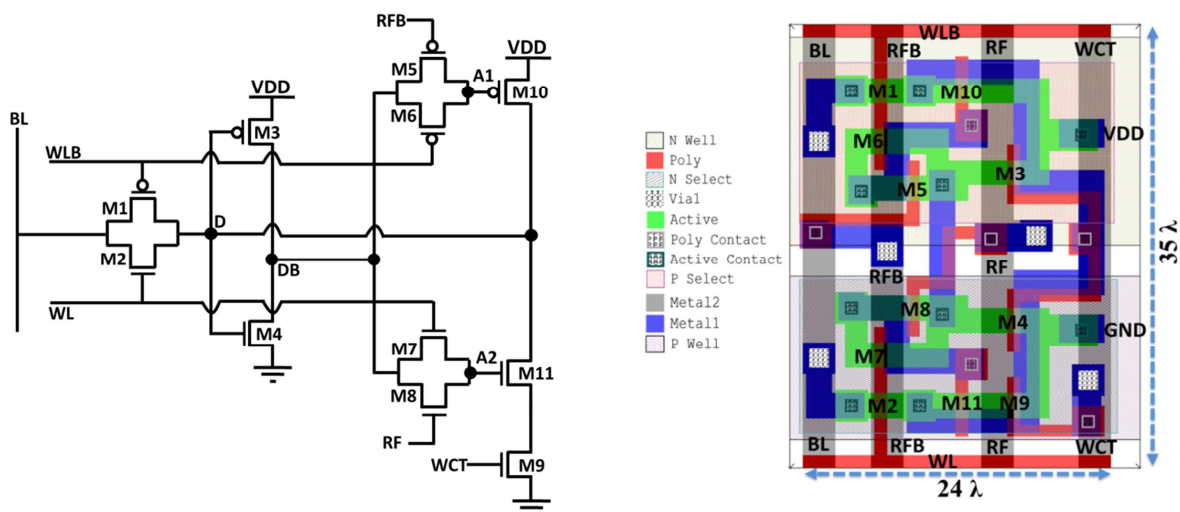 RFB
VDD
M5
A1
M10
M6
VDD
BL
M3
WLB
M1
D
M2
DB
WL
M4
M7
A2
M11
M8
RF
WCT
M9
N Well
Poly
N Select
Via1
Active
Poly Contact
Active Contact
P Select
Metal2
Metal1
P Well
WLB
BL RFB RF WCT
M1 M10
M6 VDD
M5 M3
RFB RF
M8 M4 GND
M7
M2 M11 M9
BL RFB RF WCT
WL
24 λ
35 λ